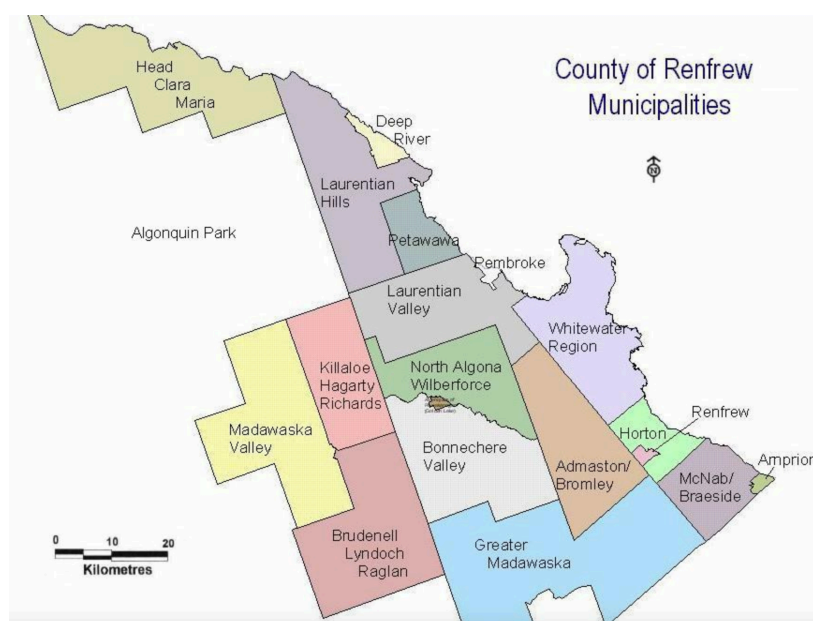 County of Renfrew
Municipalities
N
Head
Clara
Maria
Deep
River
Laurentian
Hills
Algonquin Park
Petawawa
Pembroke
Laurentian
Valley
Whitewater
Region
Killaloe
Hagarty
Richards
North Algona
Wilberforce
Renfrew
Horton
Madawaska
Valley
Bonnechere
Valley
Admaston/
Bromley
Arnprior
McNab/
Braeside
Brudenell
Lyndoch
Raglan
Greater
Madawaska
0 10 20
Kilometres